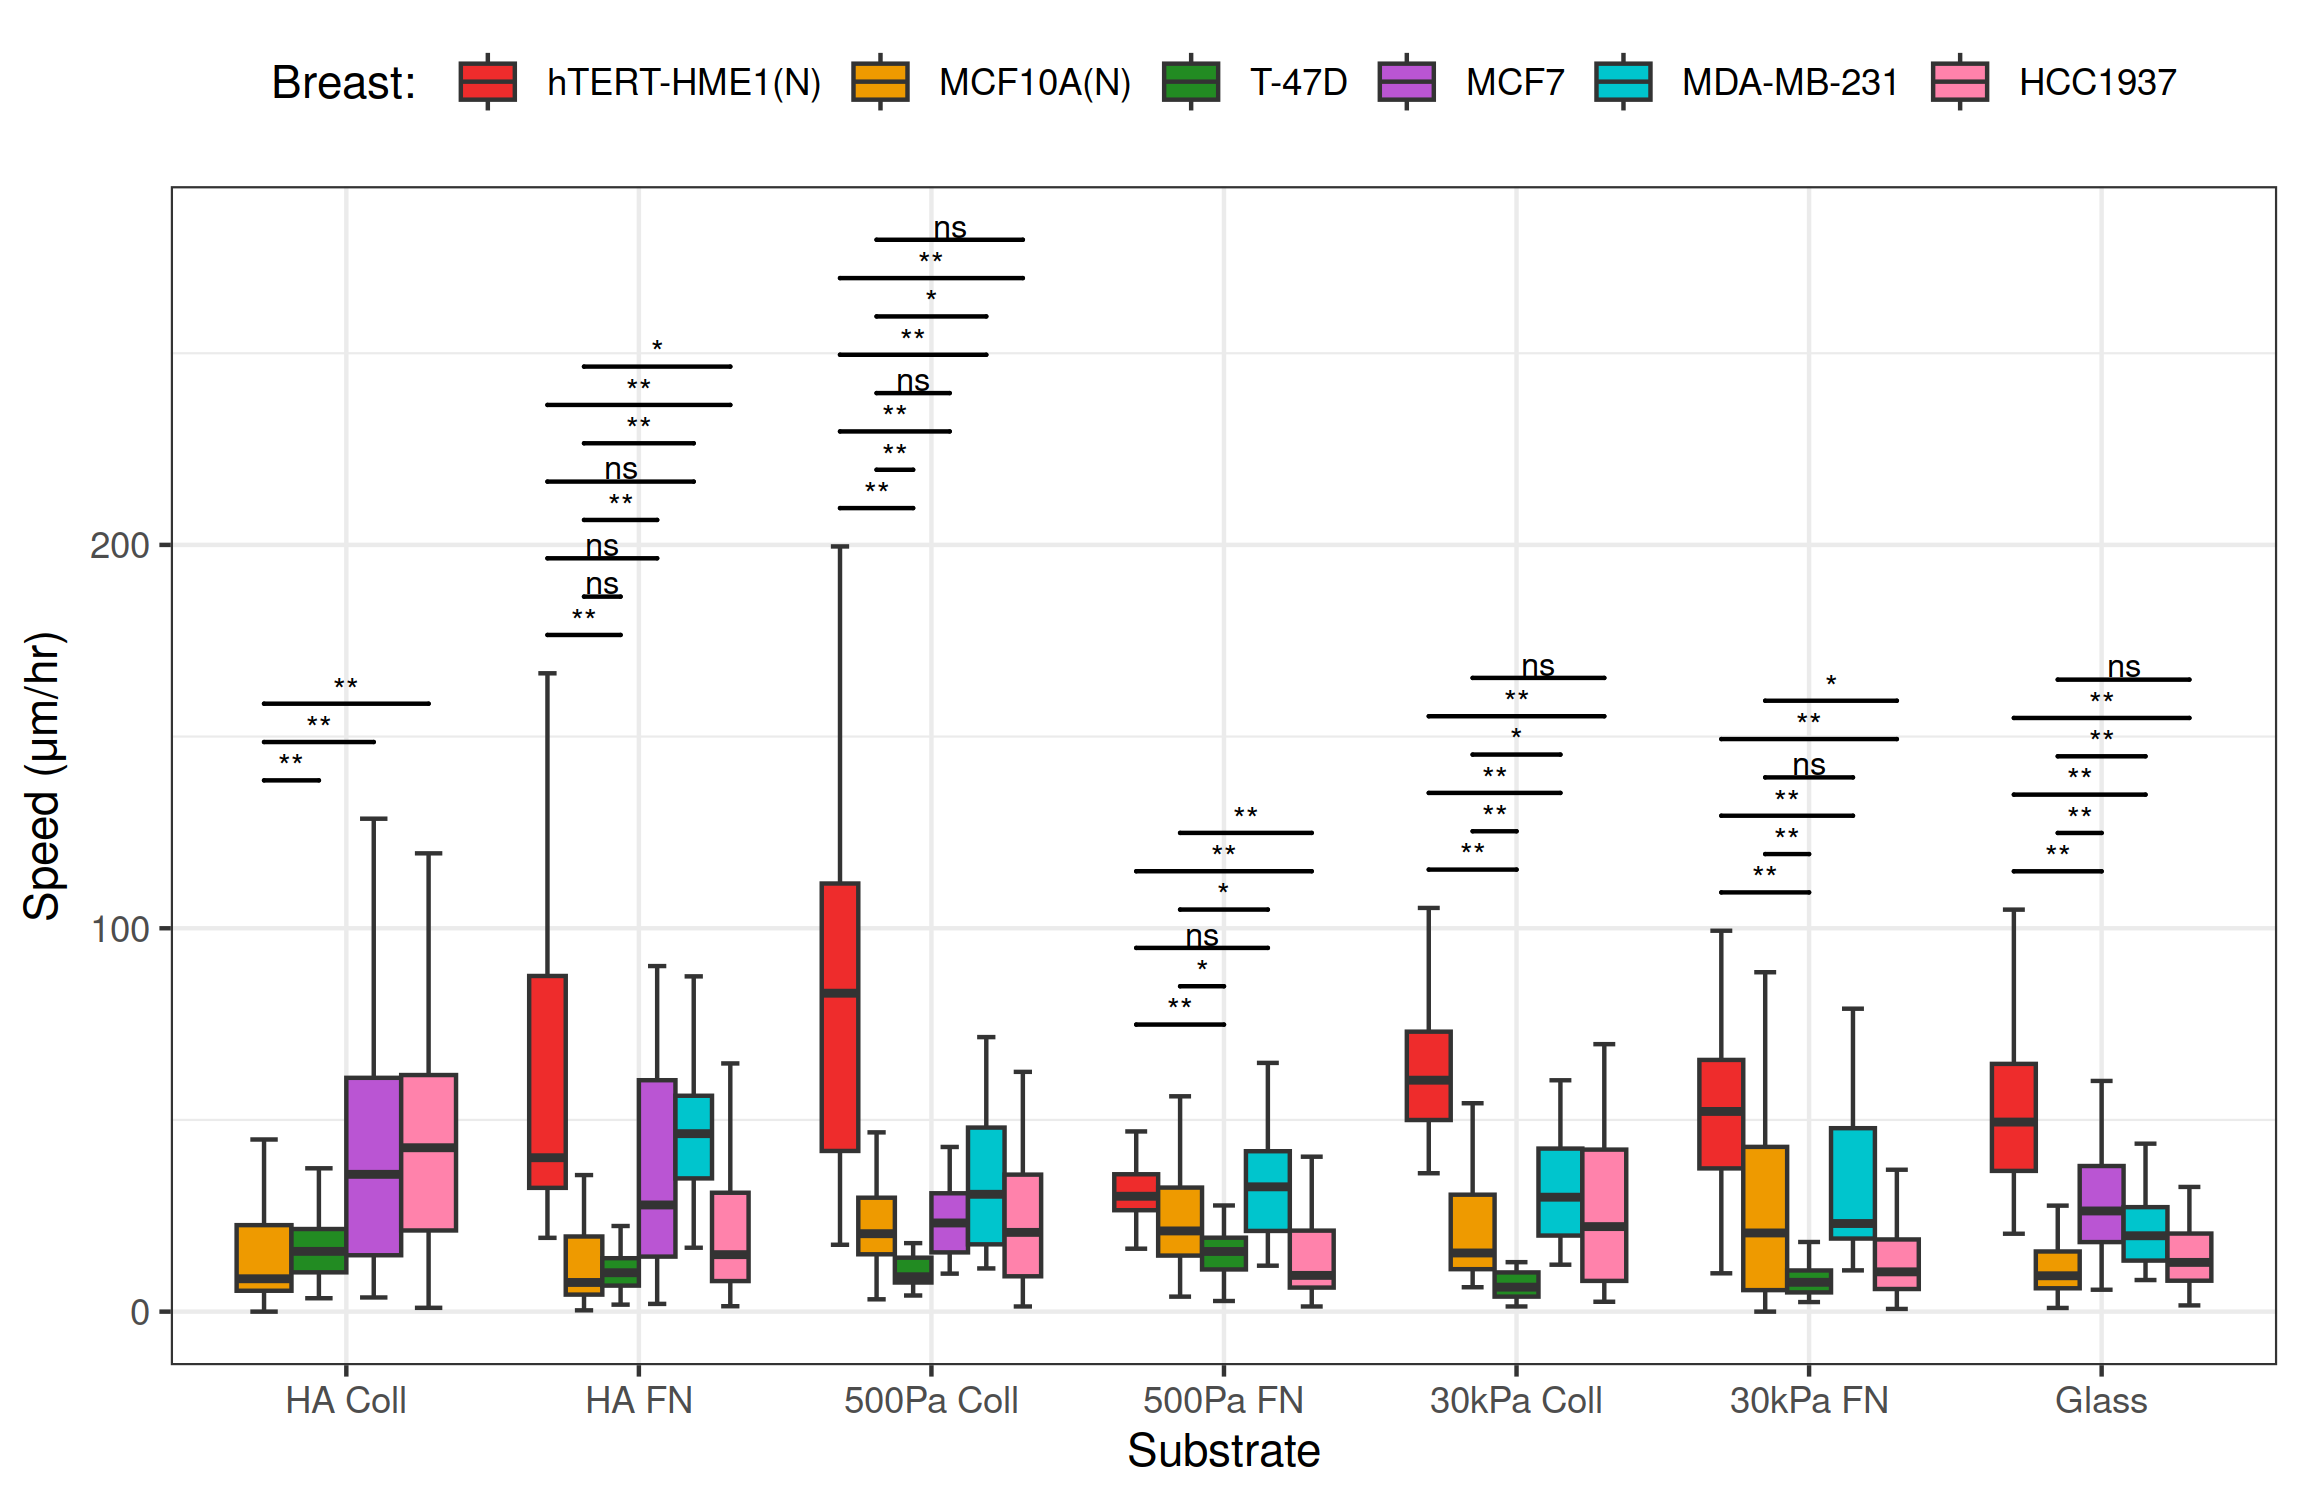 Breast: hTERT-HME1(N) MCF10A(N) T-47D MCF7 MDA-MB-231 HCC1937
ns
**
*
**
ns
**
**
**
*
**
**
ns
**
ns
ns
**
**
**
**
**
**
*
ns
*
**
ns
**
*
**
**
**
*
**
ns
**
**
**
ns
**
**
**
**
**
200
100
0
Speed (µm/hr)
HA Coll HA FN 500Pa Coll 500Pa FN 30kPa Coll 30kPa FN Glass
Substrate